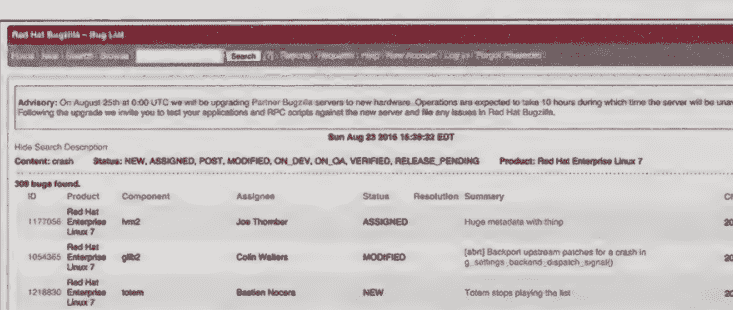 Red Hat Bugzilla – Bug List
Home New Search Browse Search [?] Reports Requests Help New Account Log In Forgot Password
Advisory: On August 25th at 0:00 UTC we will be upgrading Partner Bugzilla servers to new hardware. Operations are expected to take 10 hours during which time the server will be
Following the upgrade we invite you to test your applications and RPC scripts against the new server and file any issues in Red Hat Bugzilla.
Sun Aug 23 2015 15:39:32 EDT
Hide Search Description
Content: crash Status: NEW, ASSIGNED, POST, MODIFIED, ON_DEV, ON_QA, VERIFIED, RELEASE_PENDING Product: Red Hat Enterprise Linux 7
309 bugs found.
ID Product Component Assignee Status Resolution Summary
1177056 Red Hat Enterprise Linux 7 lvm2 Joe Thornber ASSIGNED Huge metadata with thinp
1054365 Red Hat Enterprise Linux 7 glib2 Colin Walters MODIFIED [abrt] Backport upstream patches for a crash in g_settings_backend_dispatch_signal()
1218830 Red Hat Enterprise Linux 7 totem Bastien Nocera NEW Totem stops playing the list